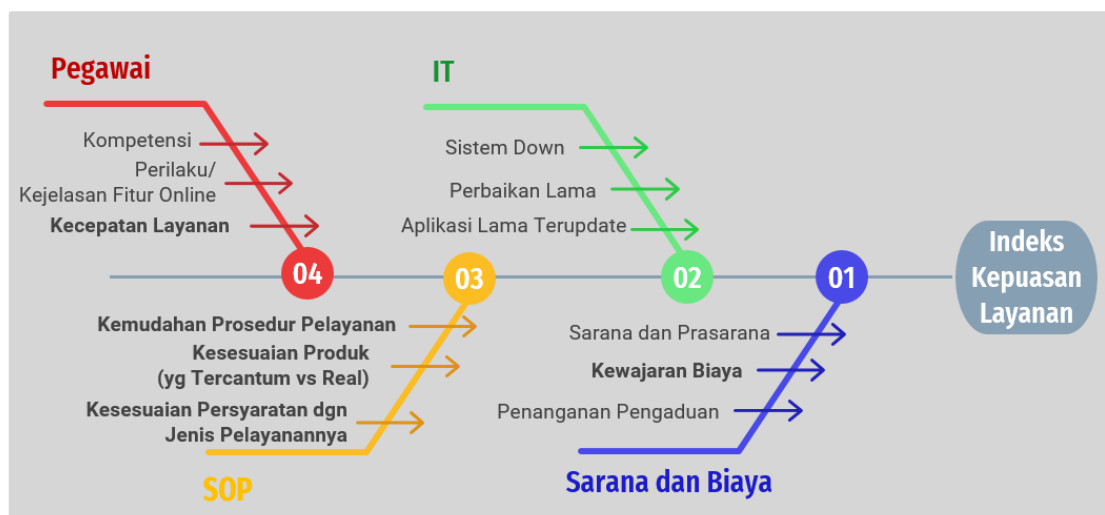 Pegawai
Kompetensi
Perilaku/
Kejelasan Fitur Online
Kecepatan Layanan
04
IT
Sistem Down
Perbaikan Lama
Aplikasi Lama Terupdate
02
03
Kemudahan Prosedur Pelayanan
Kesesuaian Produk
(yg Tercantum vs Real)
Kesesuaian Persyaratan dgn
Jenis Pelayanannya
SOP
01
Sarana dan Prasarana
Kewajaran Biaya
Penanganan Pengaduan
Sarana dan Biaya
Indeks
Kepuasan
Layanan